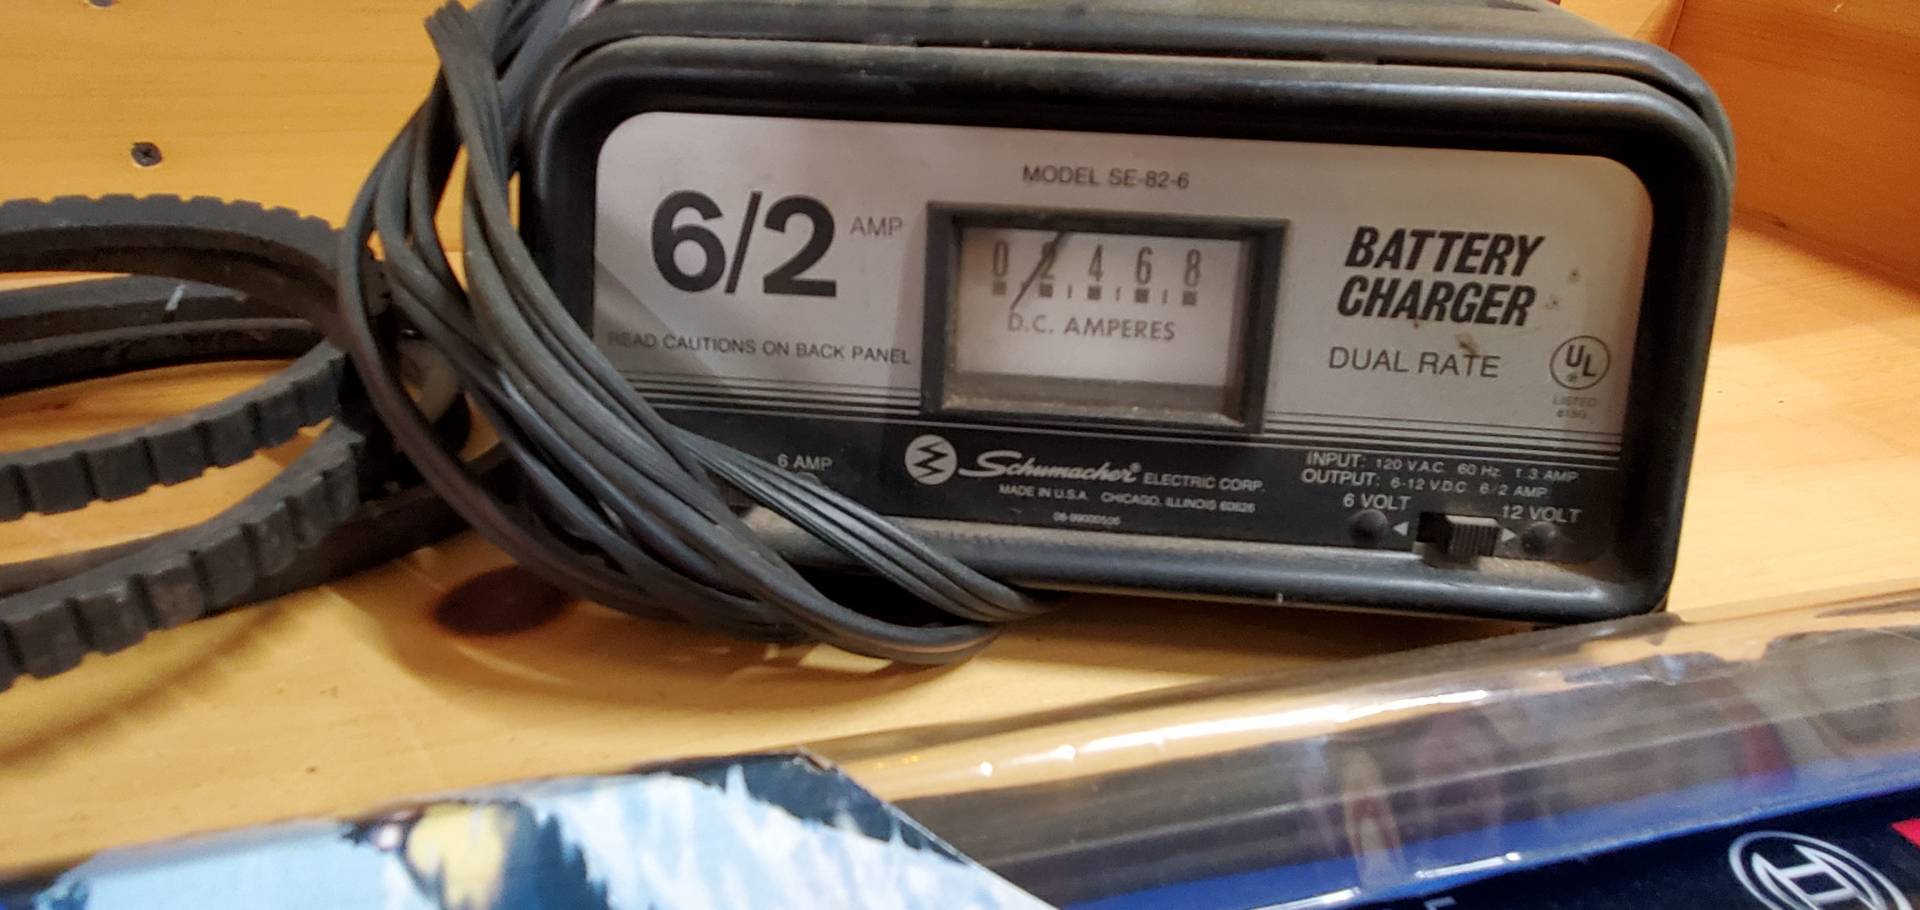 MODEL SE-82-6
6/2 AMP
0 2 4 6 8
D.C. AMPERES
BATTERY
CHARGER
DUAL RATE
READ CAUTIONS ON BACK PANEL
UL
LISTED
6 AMP
Schumacher® ELECTRIC CORP.
MADE IN U.S.A. CHICAGO, ILLINOIS 60626
INPUT: 120 V.A.C. 60 Hz. 1.3 AMP
OUTPUT: 6-12 V.D.C. 6/2 AMP
6 VOLT
12 VOLT